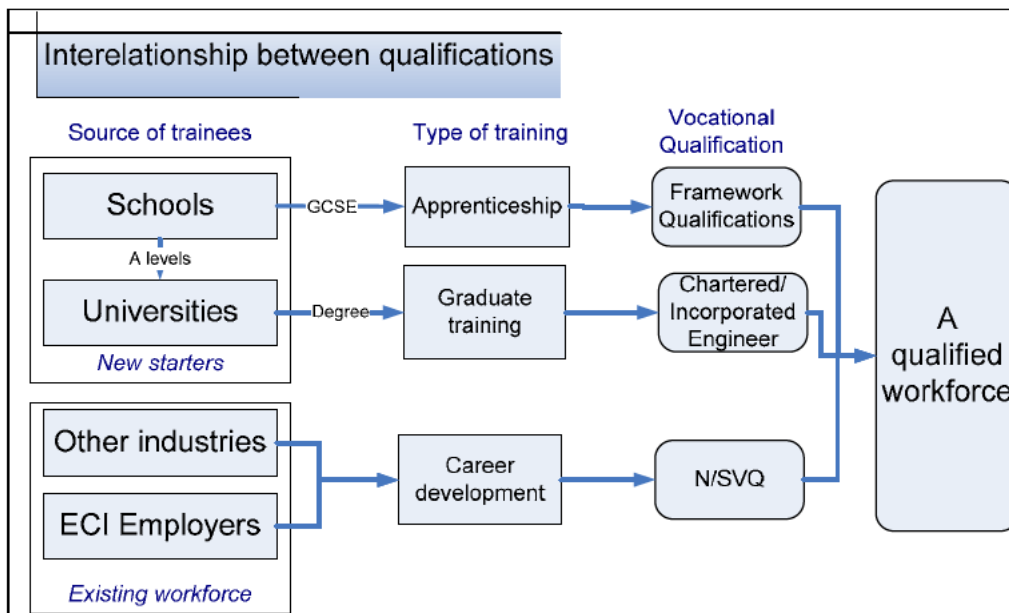 Interelationship between qualifications
Source of trainees
Type of training
Vocational
Qualification
Schools
GCSE
Apprenticeship
Framework
Qualifications
A levels
Universities
Degree
Graduate
training
Chartered/
Incorporated
Engineer
New starters
A
qualified
workforce
Other industries
ECI Employers
Career
development
N/SVQ
Existing workforce